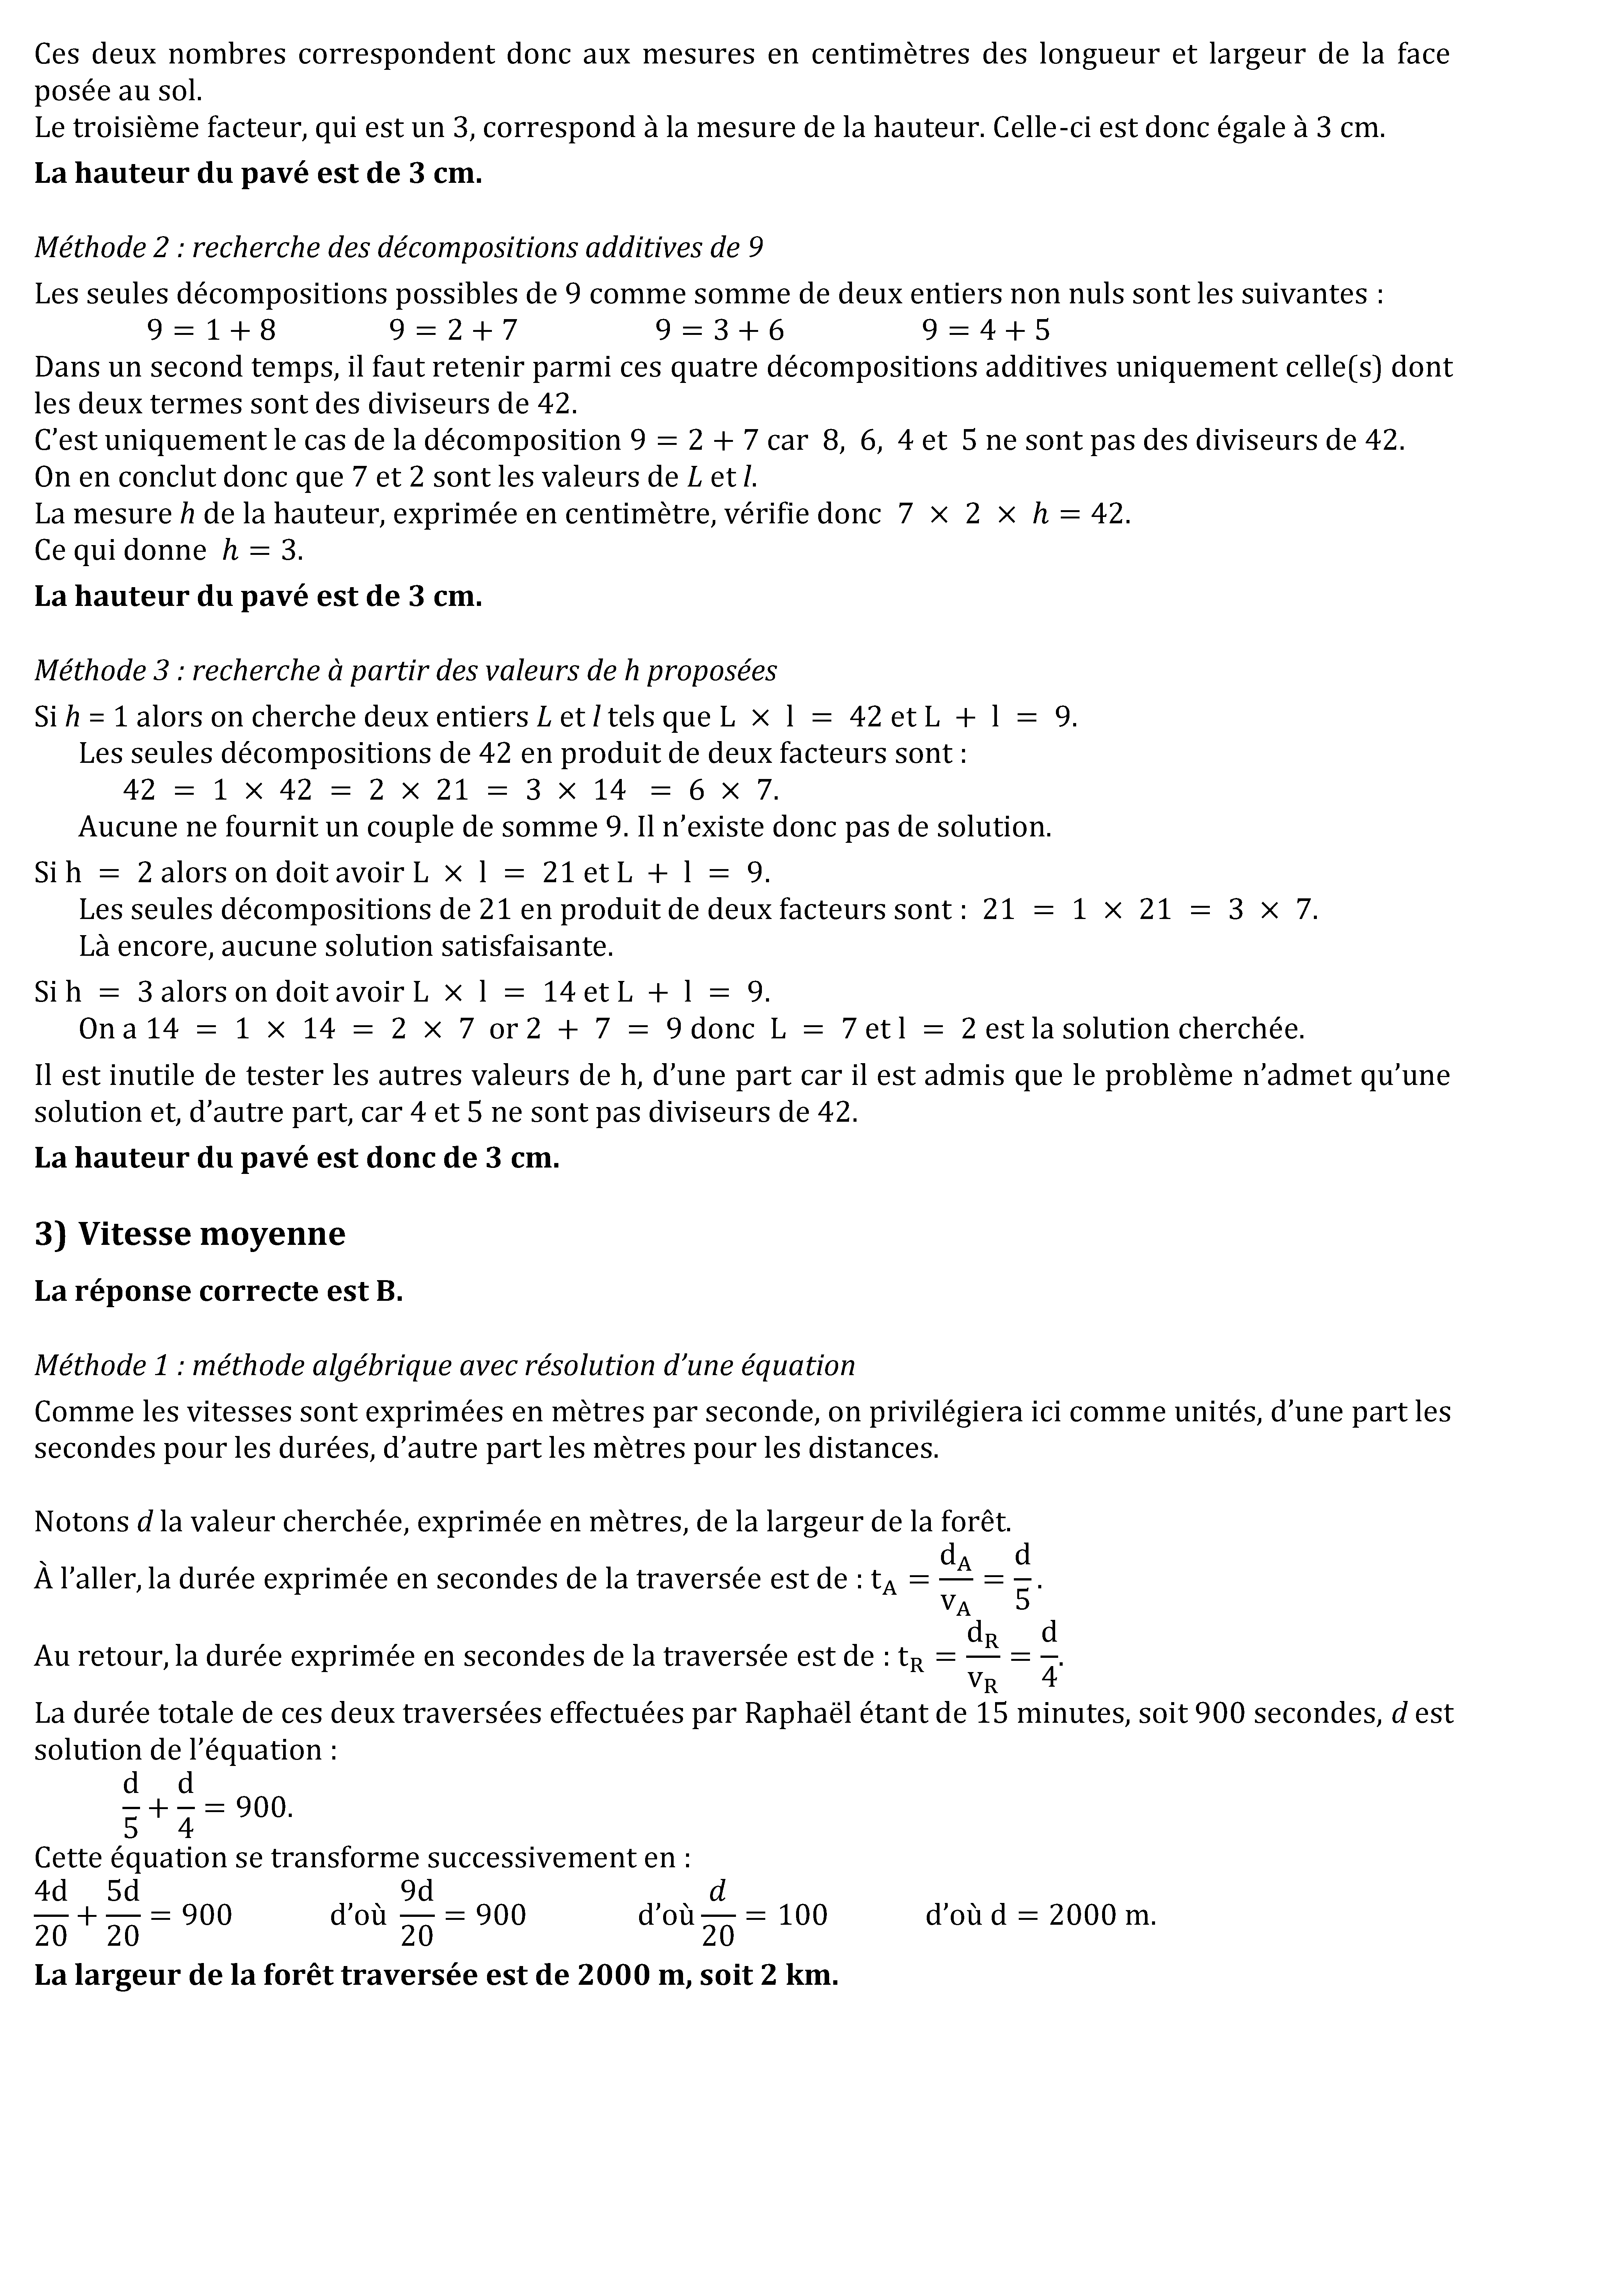 Ces deux nombres correspondent donc aux mesures en centimètres des longueur et largeur de la face
posée au sol.
Le troisième facteur, qui est un 3, correspond à la mesure de la hauteur. Celle-ci est donc égale à 3 cm.
La hauteur du pavé est de 3 cm.
Méthode 2 : recherche des décompositions additives de 9
Les seules décompositions possibles de 9 comme somme de deux entiers non nuls sont les suivantes :
9 = 1 + 8 9 = 2 + 7 9 = 3 + 6 9 = 4 + 5
Dans un second temps, il faut retenir parmi ces quatre décompositions additives uniquement celle(s) dont
les deux termes sont des diviseurs de 42.
C’est uniquement le cas de la décomposition 9 = 2 + 7 car 8, 6, 4 et 5 ne sont pas des diviseurs de 42.
On en conclut donc que 7 et 2 sont les valeurs de L et l.
La mesure h de la hauteur, exprimée en centimètre, vérifie donc 7 × 2 × h = 42.
Ce qui donne h = 3.
La hauteur du pavé est de 3 cm.
Méthode 3 : recherche à partir des valeurs de h proposées
Si h = 1 alors on cherche deux entiers L et l tels que L × l = 42 et L + l = 9.
Les seules décompositions de 42 en produit de deux facteurs sont :
42 = 1 × 42 = 2 × 21 = 3 × 14 = 6 × 7.
Aucune ne fournit un couple de somme 9. Il n’existe donc pas de solution.
Si h = 2 alors on doit avoir L × l = 21 et L + l = 9.
Les seules décompositions de 21 en produit de deux facteurs sont : 21 = 1 × 21 = 3 × 7.
Là encore, aucune solution satisfaisante.
Si h = 3 alors on doit avoir L × l = 14 et L + l = 9.
On a 14 = 1 × 14 = 2 × 7 or 2 + 7 = 9 donc L = 7 et l = 2 est la solution cherchée.
Il est inutile de tester les autres valeurs de h, d’une part car il est admis que le problème n’admet qu’une
solution et, d’autre part, car 4 et 5 ne sont pas diviseurs de 42.
La hauteur du pavé est donc de 3 cm.
3) Vitesse moyenne
La réponse correcte est B.
Méthode 1 : méthode algébrique avec résolution d’une équation
Comme les vitesses sont exprimées en mètres par seconde, on privilégiera ici comme unités, d’une part les
secondes pour les durées, d’autre part les mètres pour les distances.
Notons d la valeur cherchée, exprimée en mètres, de la largeur de la forêt.
À l’aller, la durée exprimée en secondes de la traversée est de : t_A = d_A/v_A = d/5.
Au retour, la durée exprimée en secondes de la traversée est de : t_R = d_R/v_R = d/4.
La durée totale de ces deux traversées effectuées par Raphaël étant de 15 minutes, soit 900 secondes, d est
solution de l’équation :
d/5 + d/4 = 900.
Cette équation se transforme successivement en :
4d/20 + 5d/20 = 900 d’où 9d/20 = 900 d’où d/20 = 100 d’où d = 2000 m.
La largeur de la forêt traversée est de 2000 m, soit 2 km.